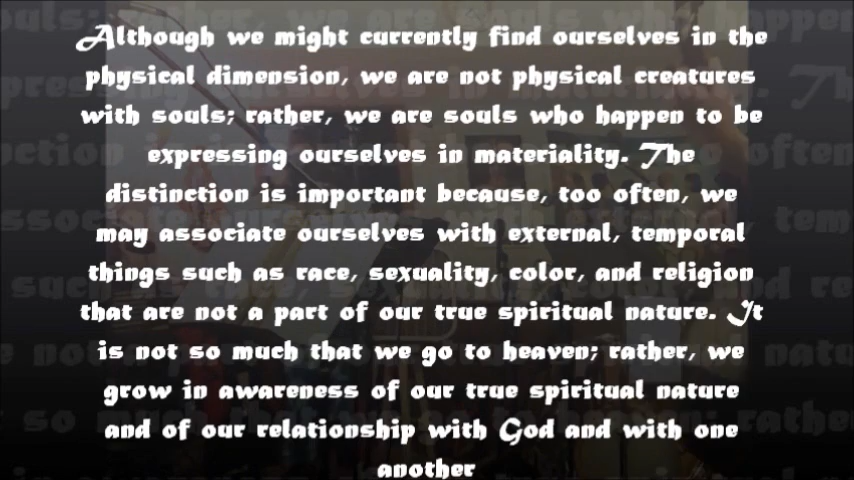 Although we might currently find ourselves in the
physical dimension, we are not physical creatures
with souls; rather, we are souls who happen to be
expressing ourselves in materiality. The
distinction is important because, too often, we
may associate ourselves with external, temporal
things such as race, sexuality, color, and religion
that are not a part of our true spiritual nature. It
is not so much that we go to heaven; rather, we
grow in awareness of our true spiritual nature
and of our relationship with God and with one
another